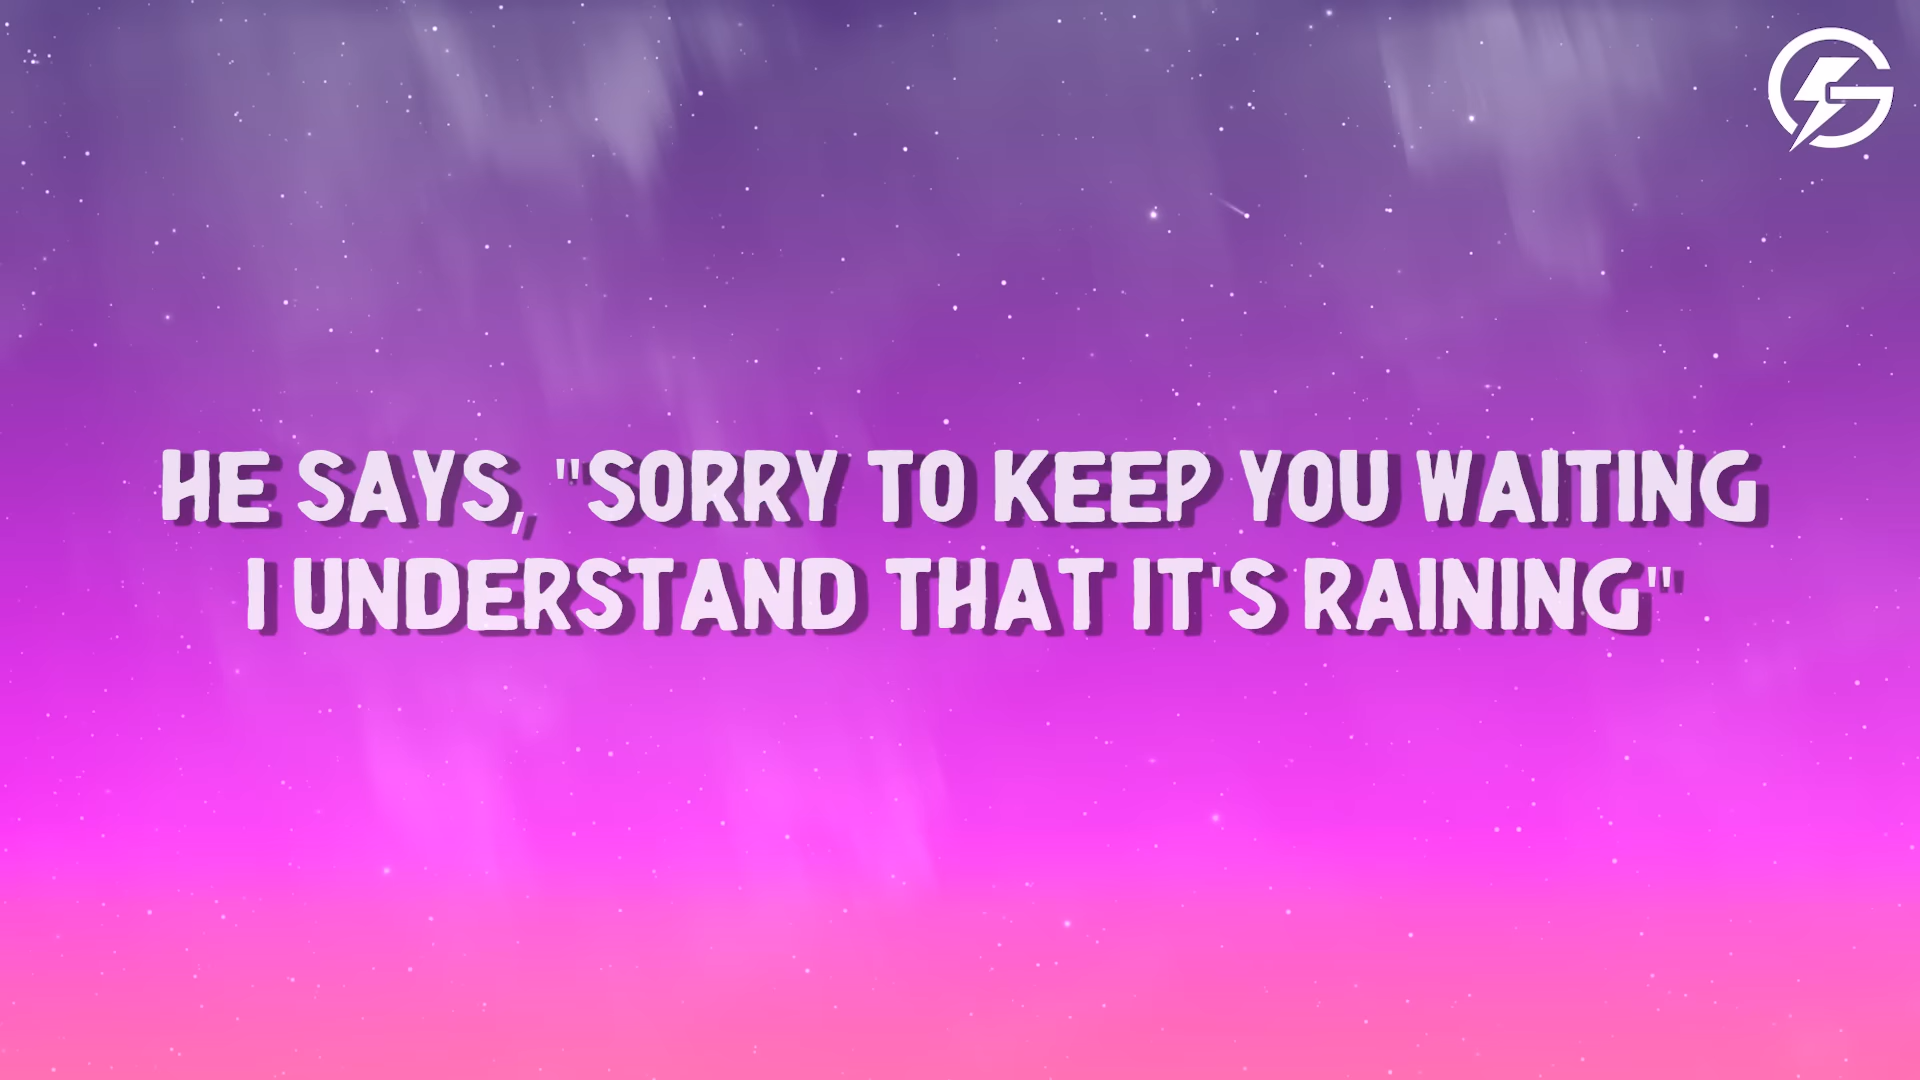 HE SAYS, "SORRY TO KEEP YOU WAITING
I UNDERSTAND THAT IT'S RAINING"